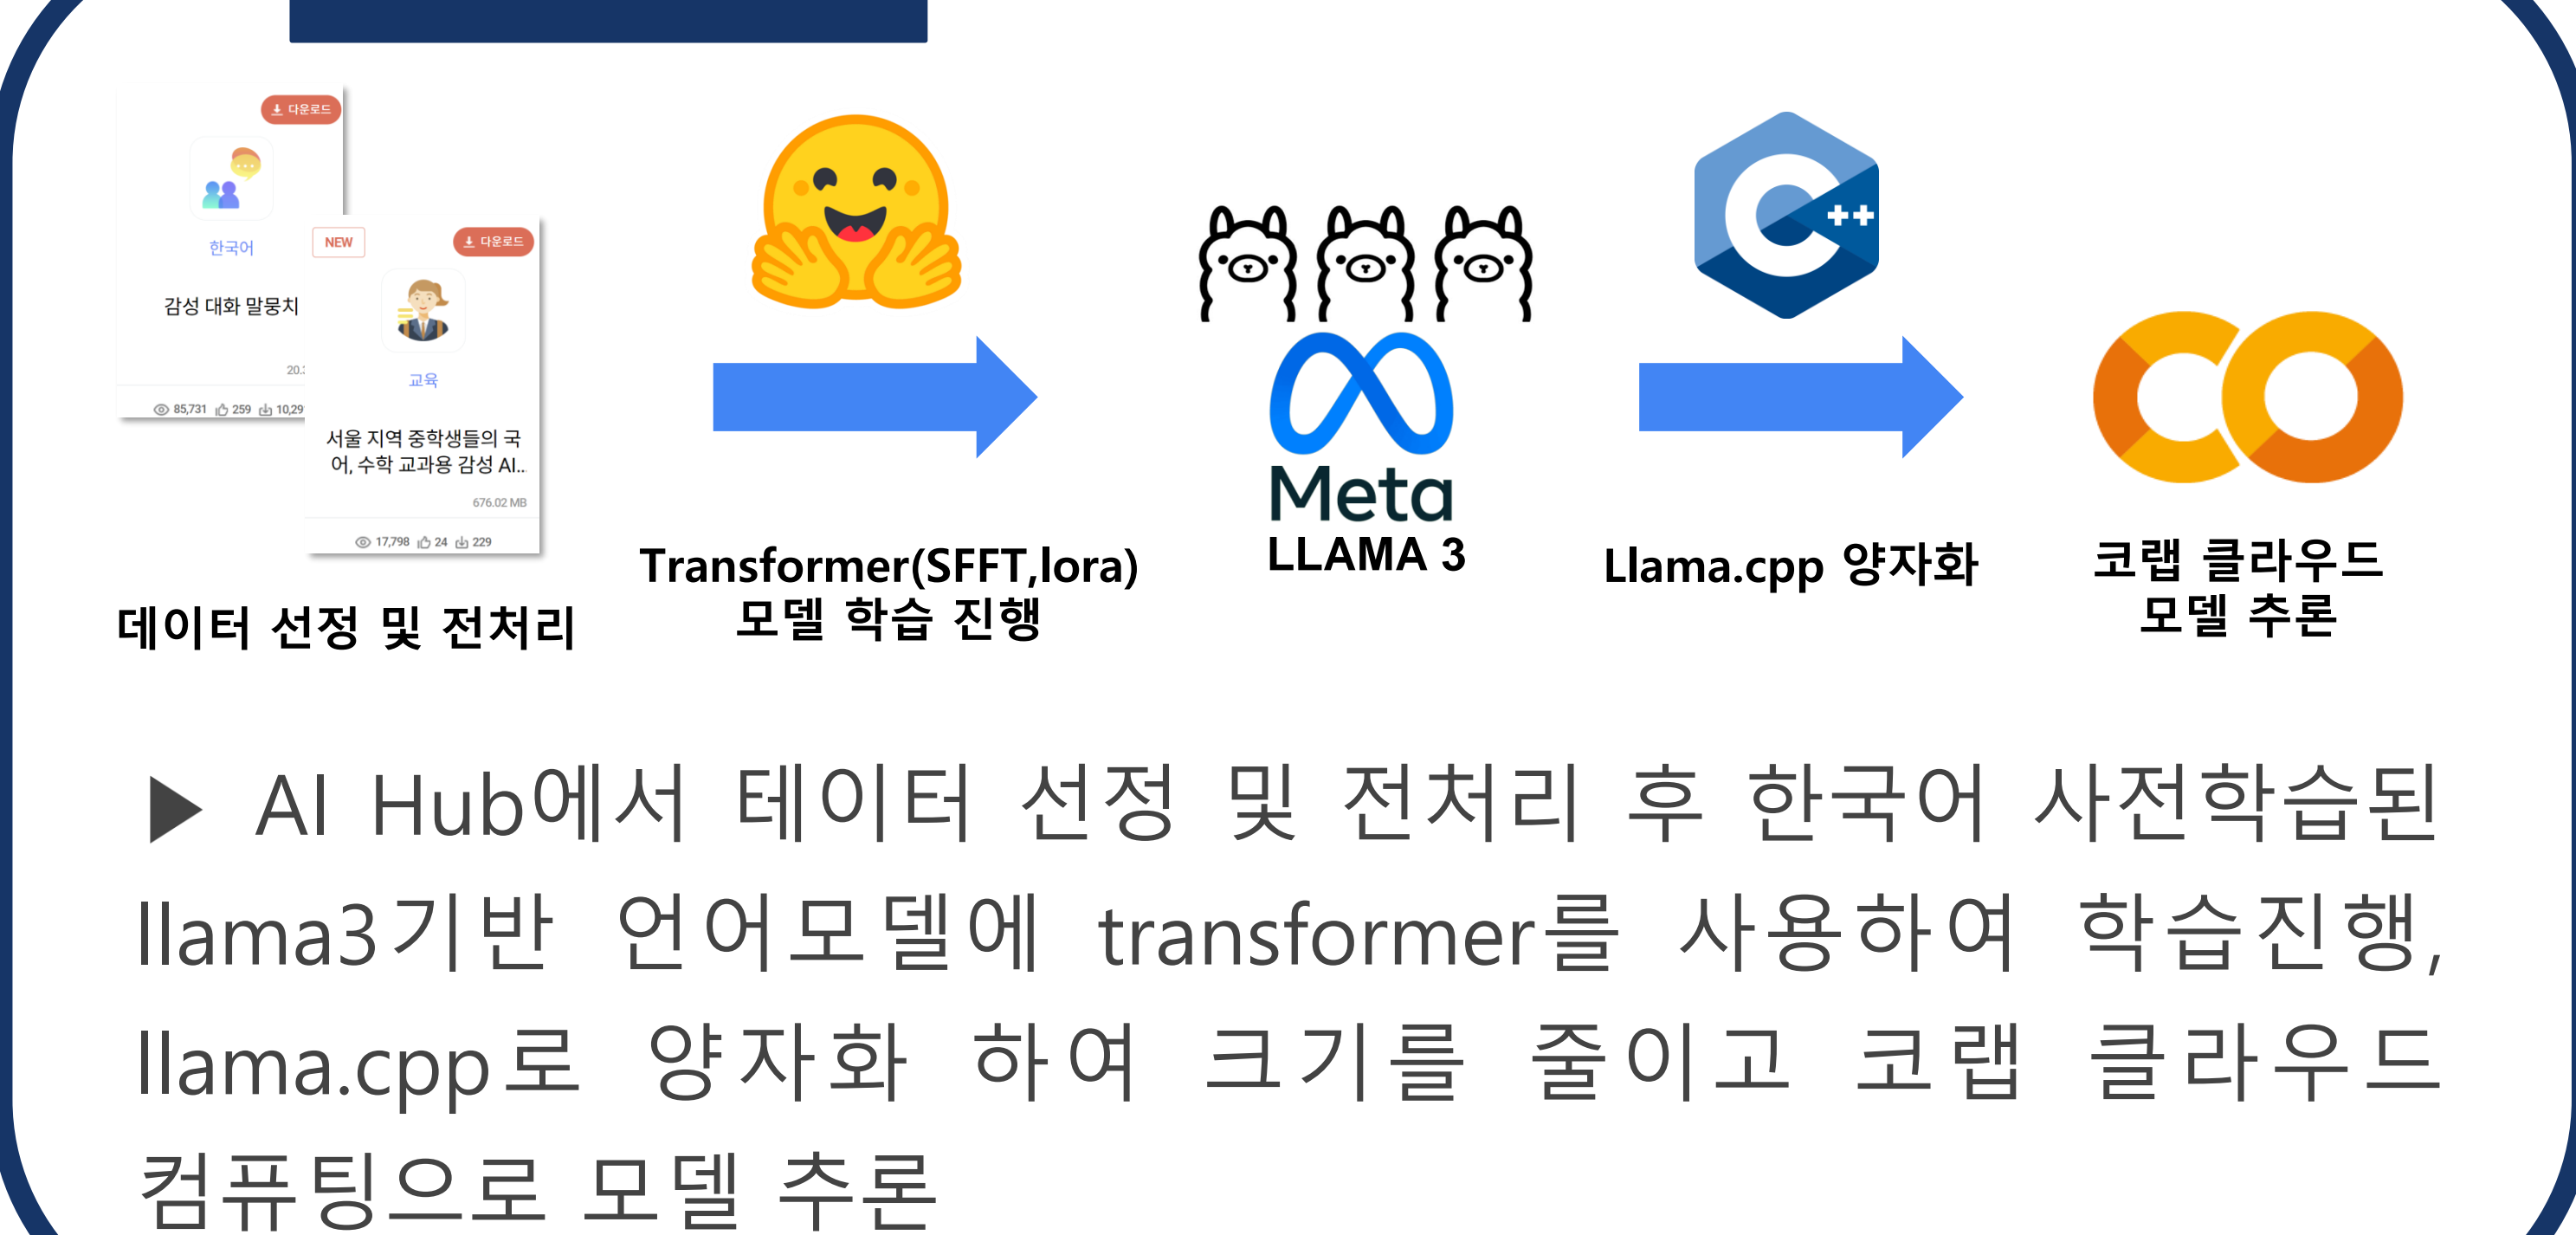 다운로드
한국어
감성 대화 말뭉치
85,731 259
NEW 다운로드
교육
서울 지역 중학생들의 국
어, 수학 교과용 감성 AI..
676.02 MB
17,798 24 229
데이터 선정 및 전처리
Transformer(SFFT,lora)
모델 학습 진행
Meta
LLAMA 3
C++
Llama.cpp 양자화
코랩 클라우드
모델 추론
▶ AI Hub에서 테이터 선정 및 전처리 후 한국어 사전학습된
llama3기반 언어모델에 transformer를 사용하여 학습진행,
llama.cpp로 양자화 하여 크기를 줄이고 코랩 클라우드
컴퓨팅으로 모델 추론